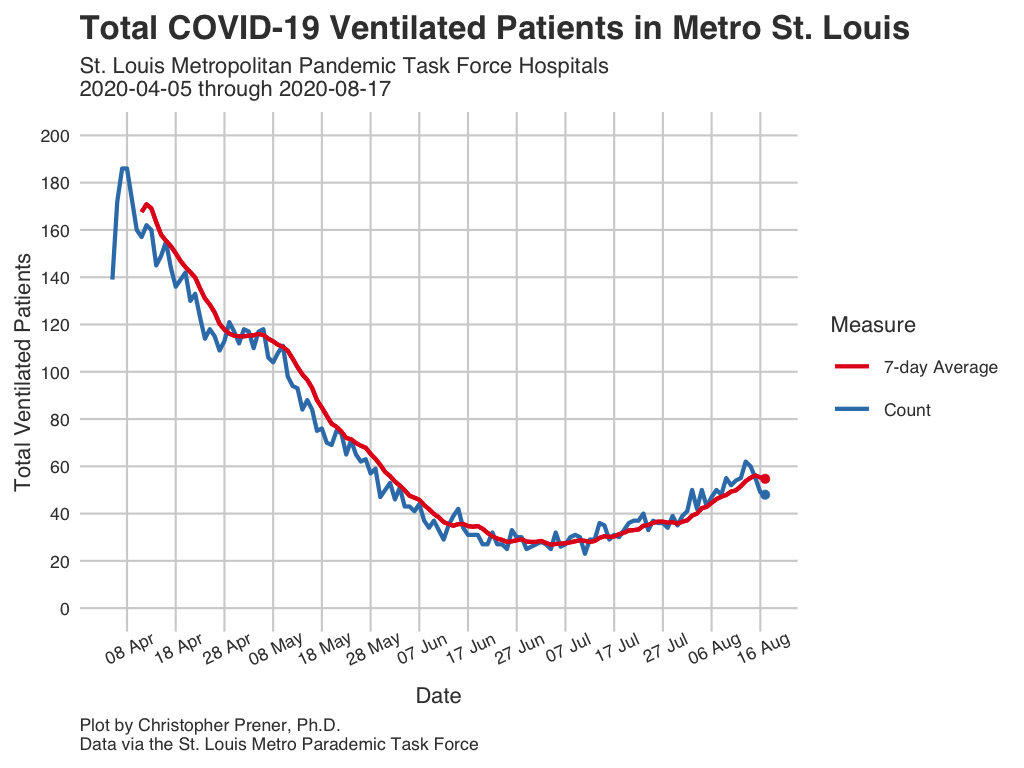 Total COVID-19 Ventilated Patients in Metro St. Louis
St. Louis Metropolitan Pandemic Task Force Hospitals
2020-04-05 through 2020-08-17
Total Ventilated Patients
200
180
160
140
120
100
80
60
40
20
0
08 Apr
18 Apr
28 Apr
08 May
18 May
28 May
07 Jun
17 Jun
27 Jun
07 Jul
17 Jul
27 Jul
06 Aug
16 Aug
Date
Measure
7-day Average
Count
Plot by Christopher Prener, Ph.D.
Data via the St. Louis Metro Parademic Task Force